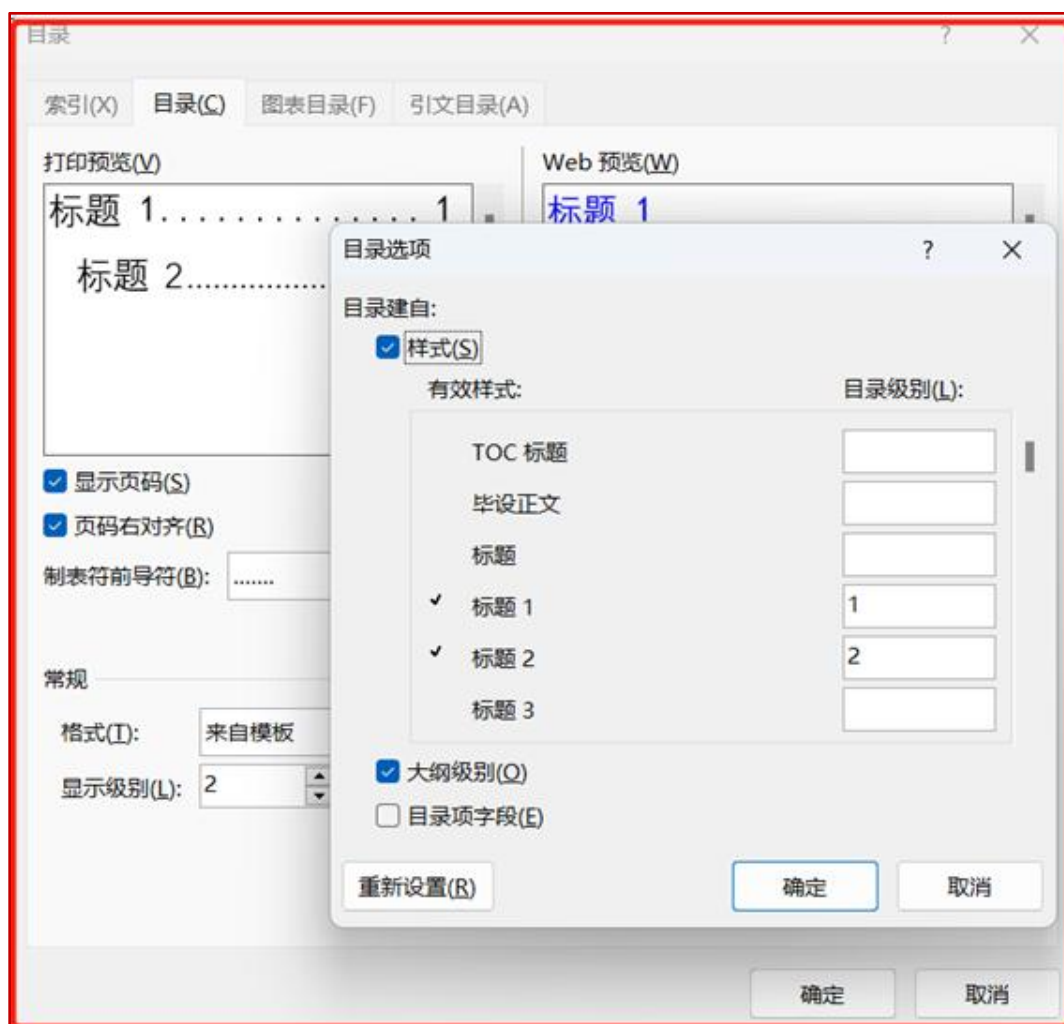 目录 ? ×
索引(X) 目录(C) 图表目录(F) 引文目录(A)
打印预览(V)
标题 1. . . . . . . . . . . . . . . 1
标题 2................
Web 预览(W)
标题 1
显示页码(S)
页码右对齐(R)
制表符前导符(B): .......
常规
格式(T): 来自模板
显示级别(L): 2
目录选项 ? ×
目录建自:
样式(S)
有效样式: 目录级别(L):
TOC 标题
毕设正文
标题
标题 1 1
标题 2 2
标题 3
大纲级别(O)
目录项字段(E)
重新设置(R) 确定 取消
确定 取消